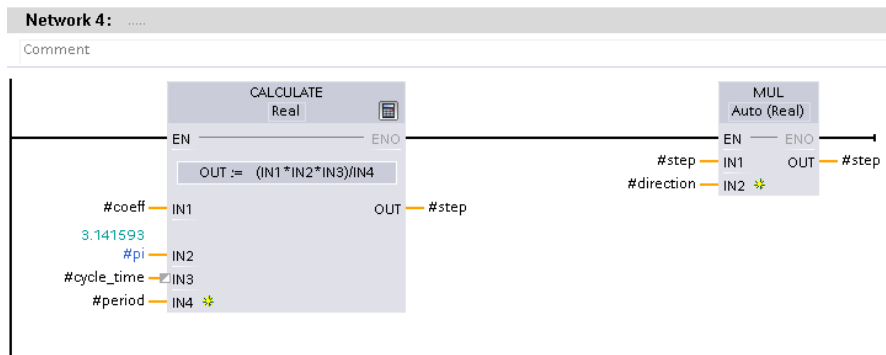 Network 4: .....
Comment
CALCULATE
Real
EN
ENO
OUT := (IN1*IN2*IN3)/IN4
#coeff
IN1
OUT
#step
3.141593
#pi
IN2
#cycle_time
IN3
#period
IN4
MUL
Auto (Real)
EN
ENO
#step
IN1
OUT
#step
#direction
IN2